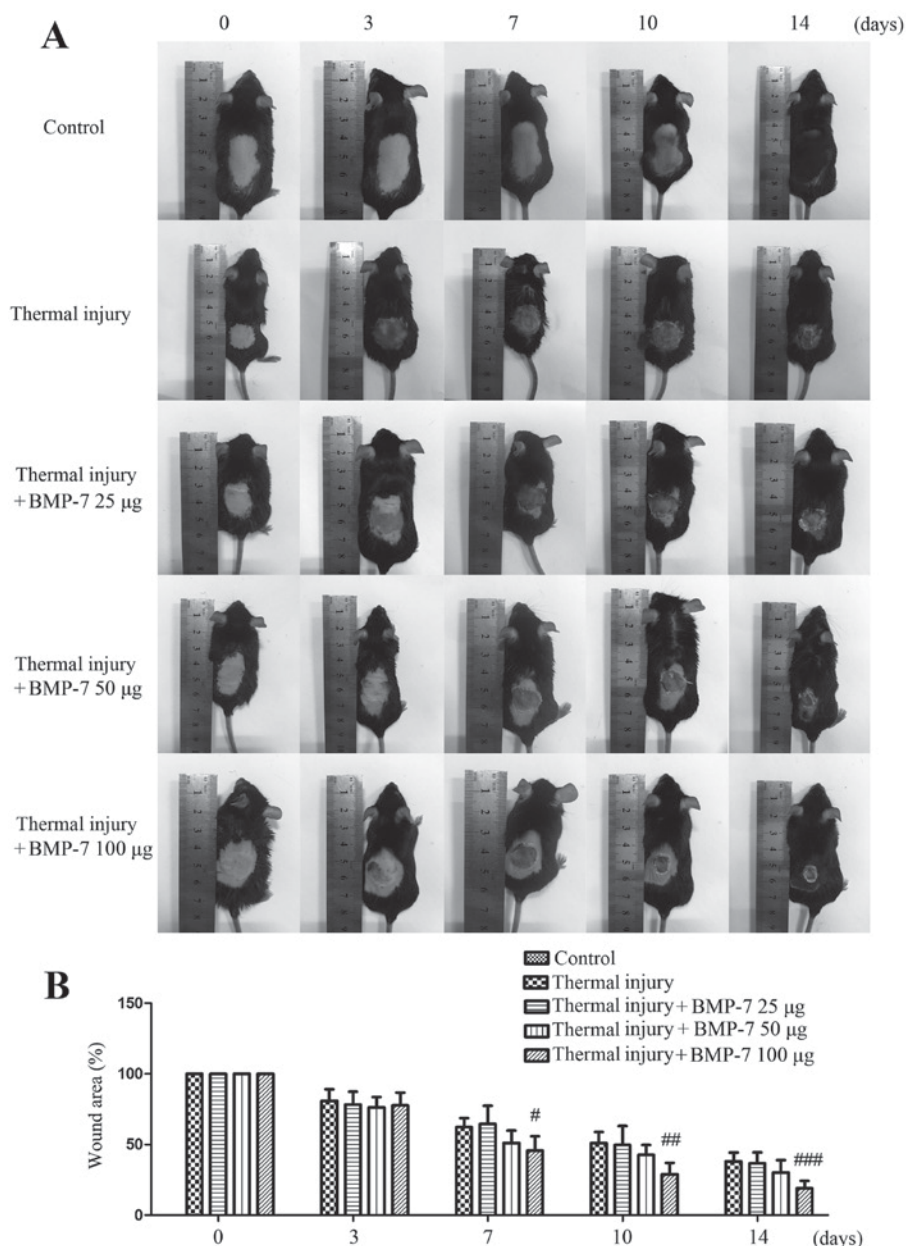 A
0 3 7 10 14 (days)
Control
Thermal injury
Thermal injury
+ BMP-7 25 μg
Thermal injury
+ BMP-7 50 μg
Thermal injury
+ BMP-7 100 μg
B
Control
Thermal injury
Thermal injury + BMP-7 25 μg
Thermal injury + BMP-7 50 μg
Thermal injury + BMP-7 100 μg
Wound area (%)
150
100
50
0
# ## ###
0 3 7 10 14 (days)